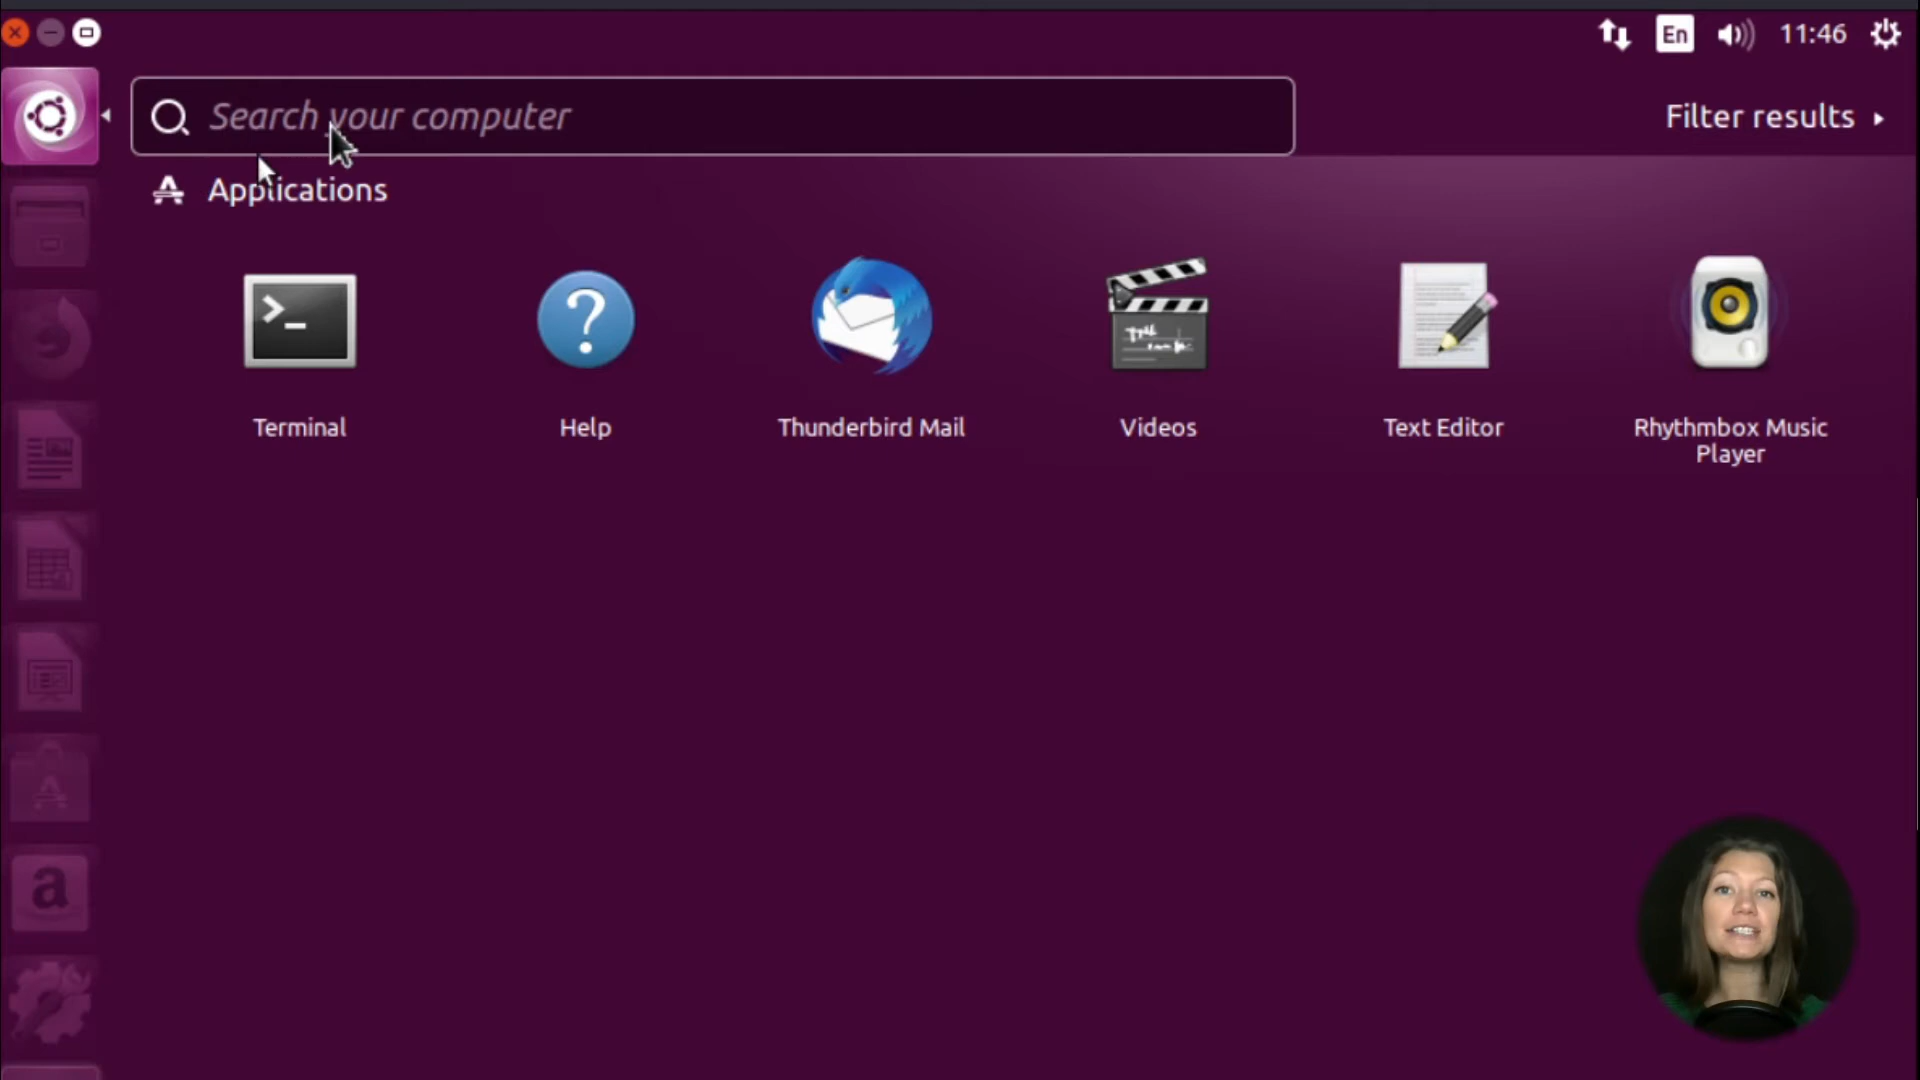 En
11:46
Search your computer
Filter results
Applications
Terminal
Help
Thunderbird Mail
Videos
Text Editor
Rhythmbox Music
Player
a